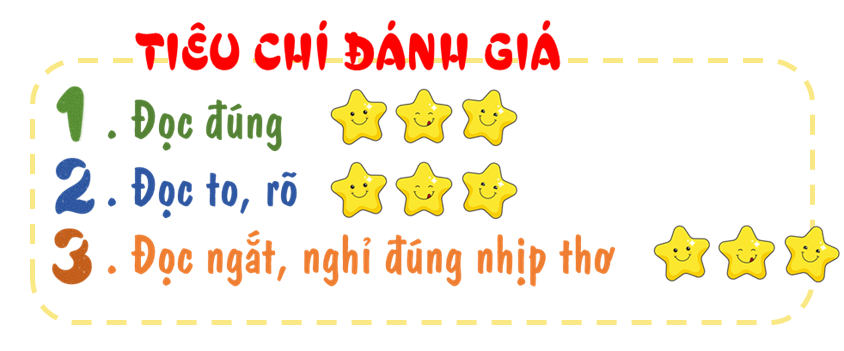 TIÊU CHÍ ĐÁNH GIÁ
1. Đọc đúng
2. Đọc to, rõ
3. Đọc ngắt, nghỉ đúng nhịp thơ